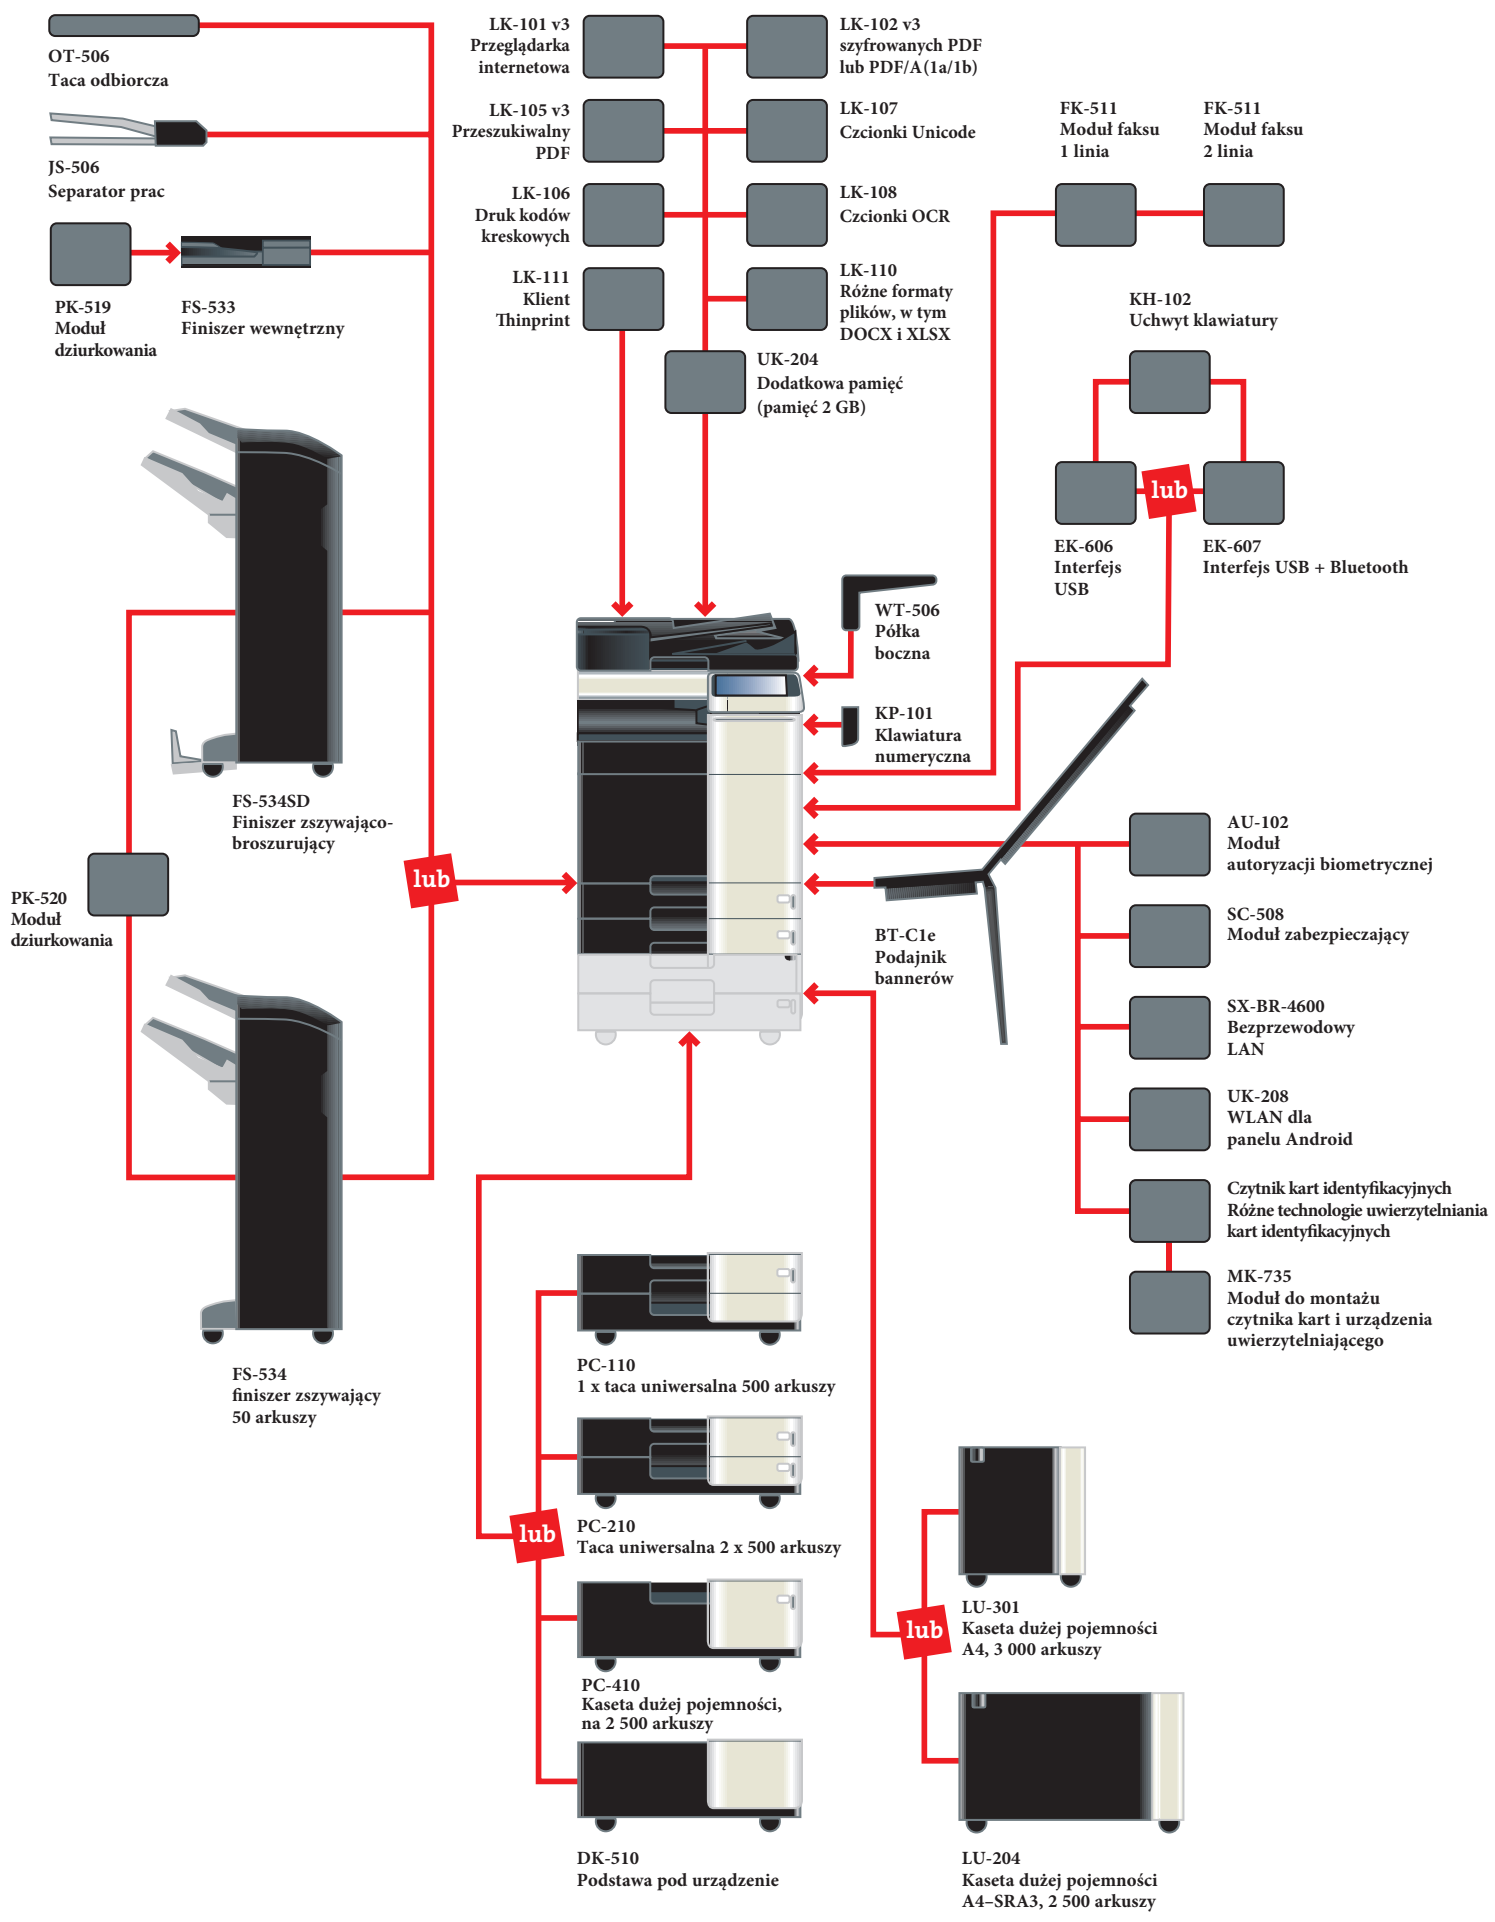 OT-506
Taca odbiorcza
JS-506
Separator prac
PK-519
Moduł
dziurkowania
FS-533
Finiszer wewnętrzny
LK-101 v3
Przeglądarka
internetowa
LK-102 v3
szyfrowanych PDF
lub PDF/A(1a/1b)
LK-105 v3
Przeszukiwalny
PDF
LK-107
Czcionki Unicode
LK-106
Druk kodów
kreskowych
LK-108
Czcionki OCR
LK-111
Klient
Thinprint
LK-110
Różne formaty
plików, w tym
DOCX i XLSX
UK-204
Dodatkowa pamięć
(pamięć 2 GB)
FK-511
Moduł faksu
1 linia
FK-511
Moduł faksu
2 linia
KH-102
Uchwyt klawiatury
lub
EK-606
Interfejs
USB
EK-607
Interfejs USB + Bluetooth
WT-506
Półka
boczna
KP-101
Klawiatura
numeryczna
FS-534SD
Finiszer zszywająco-
broszurujący
lub
PK-520
Moduł
dziurkowania
BT-C1e
Podajnik
bannerów
AU-102
Moduł
autoryzacji biometrycznej
SC-508
Moduł zabezpieczający
SX-BR-4600
Bezprzewodowy
LAN
UK-208
WLAN dla
panelu Android
Czytnik kart identyfikacyjnych
Różne technologie uwierzytelniania
kart identyfikacyjnych
MK-735
Moduł do montażu
czytnika kart i urządzenia
uwierzytelniającego
FS-534
finiszer zszywający
50 arkuszy
PC-110
1 x taca uniwersalna 500 arkuszy
lub
PC-210
Taca uniwersalna 2 x 500 arkuszy
PC-410
Kaseta dużej pojemności,
na 2 500 arkuszy
DK-510
Podstawa pod urządzenie
lub
LU-301
Kaseta dużej pojemności
A4, 3 000 arkuszy
LU-204
Kaseta dużej pojemności
A4–SRA3, 2 500 arkuszy